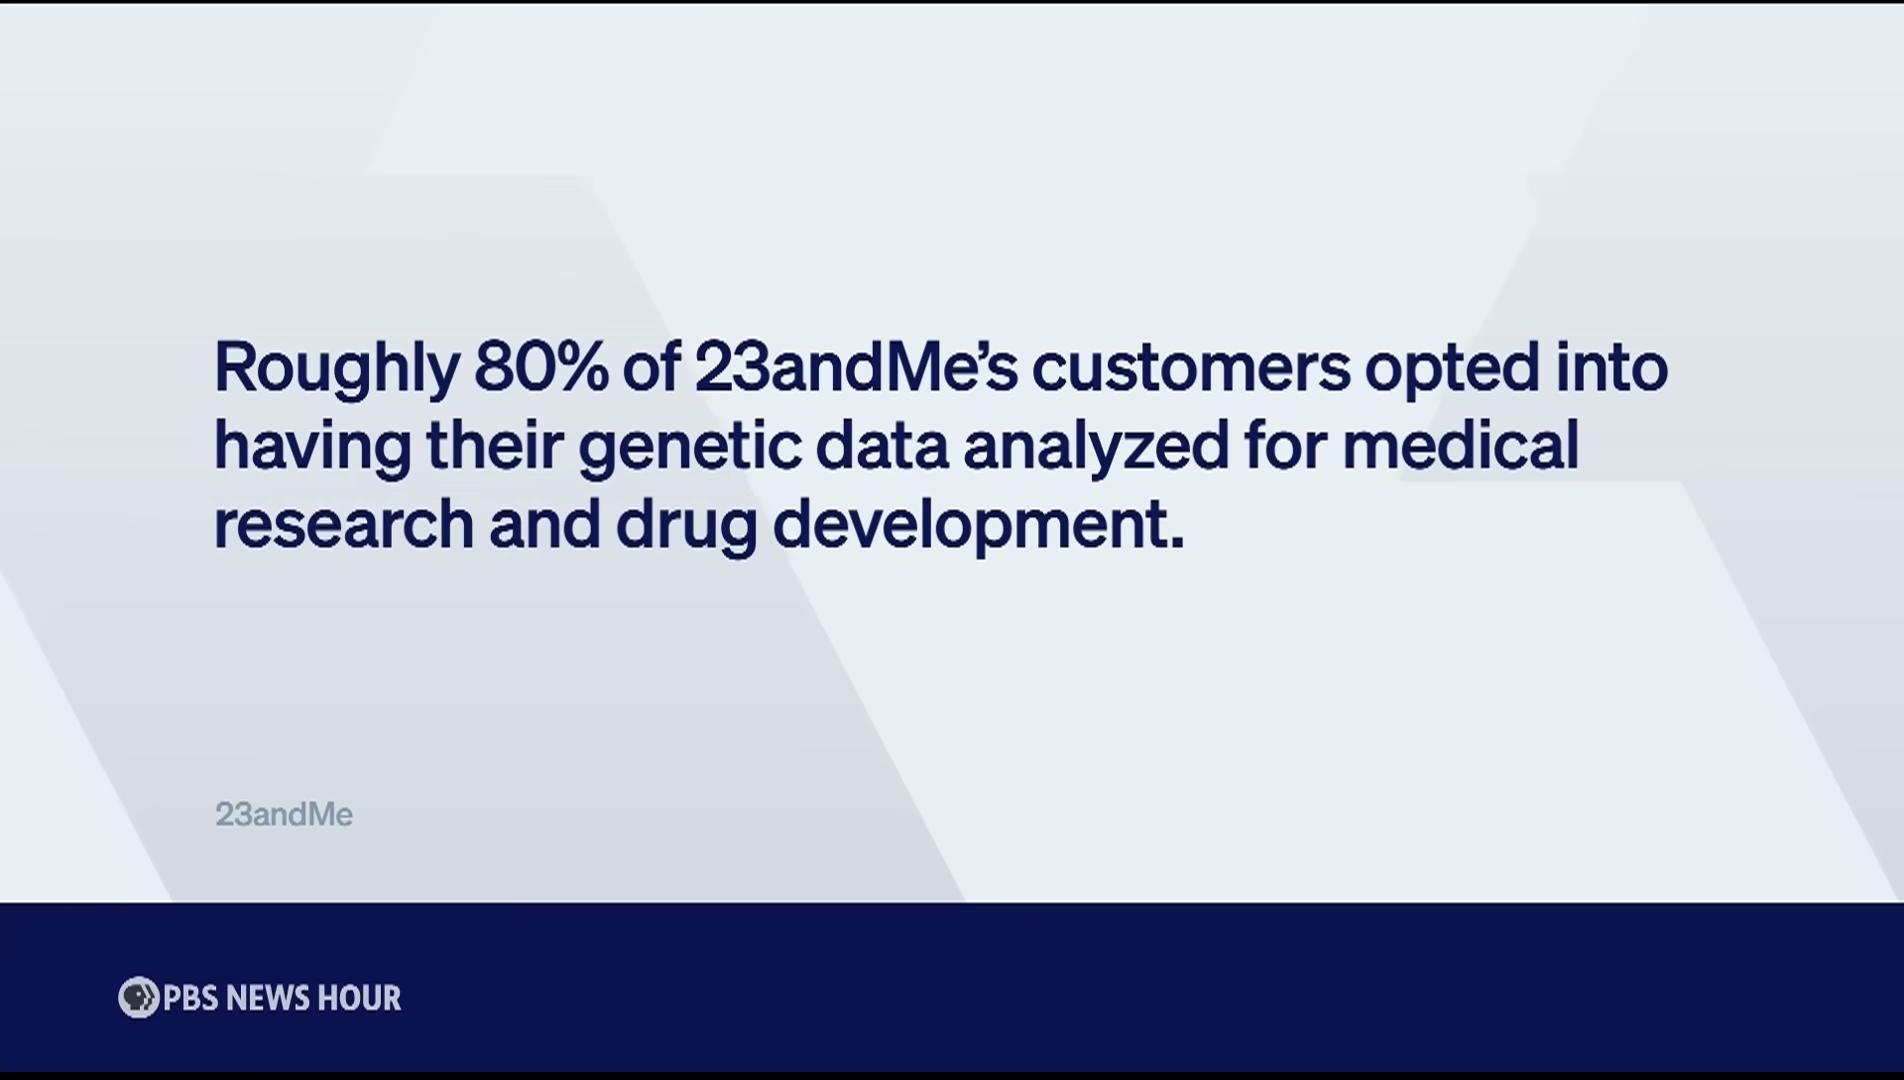 Roughly 80% of 23andMe’s customers opted into
having their genetic data analyzed for medical
research and drug development.
23andMe
PBS NEWS HOUR